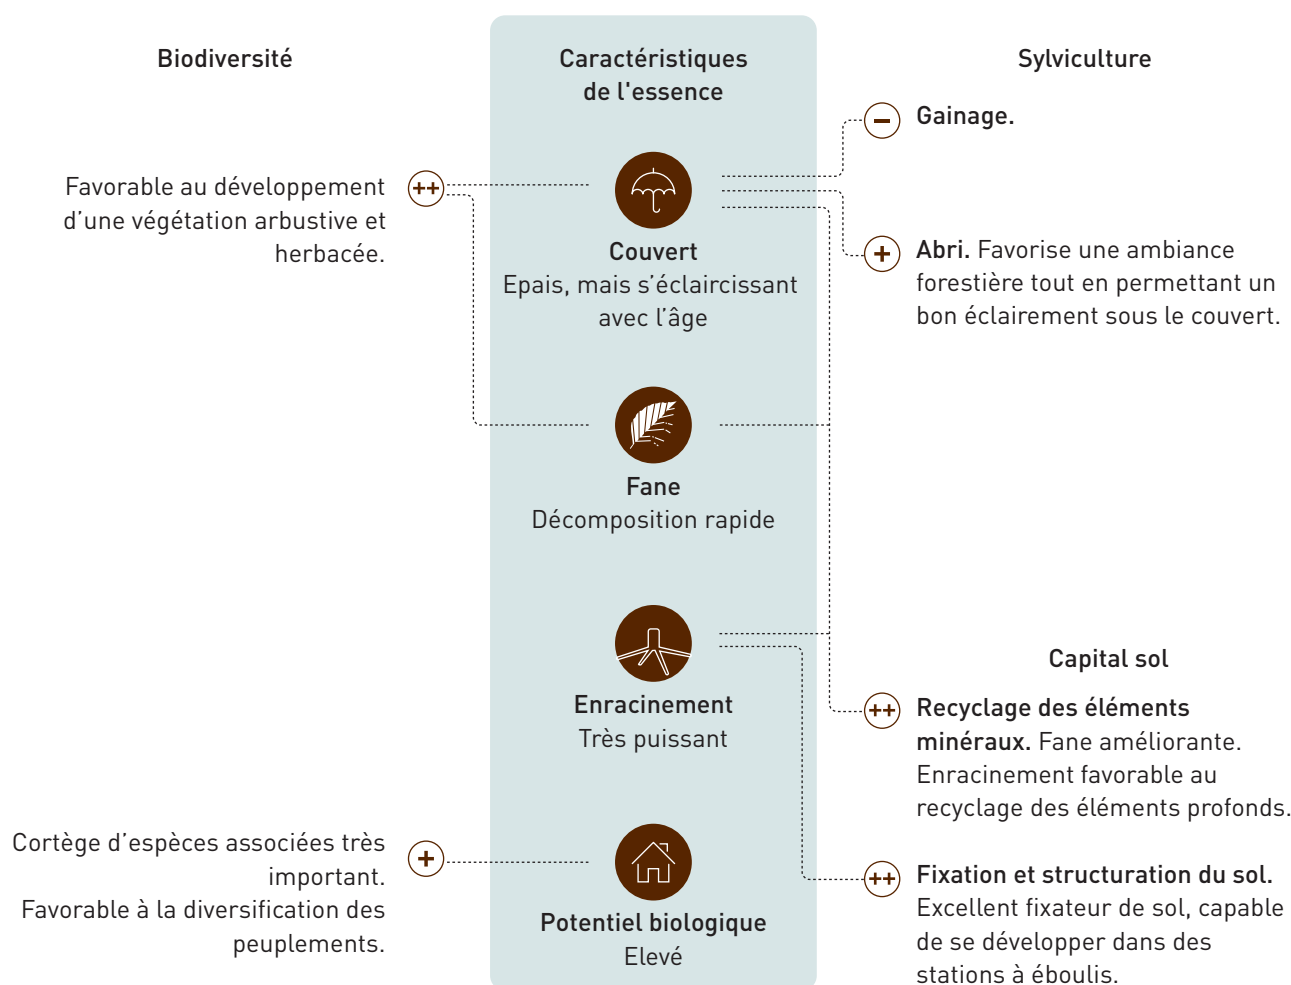 Biodiversité
Favorable au développement
d’une végétation arbustive et
herbacée.
++
Cortège d’espèces associées très
important.
Favorable à la diversification des
peuplements.
+
Caractéristiques
de l'essence
Couvert
Epais, mais s’éclaircissant
avec l’âge
Fane
Décomposition rapide
Enracinement
Très puissant
Potentiel biologique
Elevé
Sylviculture
− Gainage.
+ Abri. Favorise une ambiance
forestière tout en permettant un
bon éclairement sous le couvert.
Capital sol
++ Recyclage des éléments
minéraux. Fane améliorante.
Enracinement favorable au
recyclage des éléments profonds.
++ Fixation et structuration du sol.
Excellent fixateur de sol, capable
de se développer dans des
stations à éboulis.